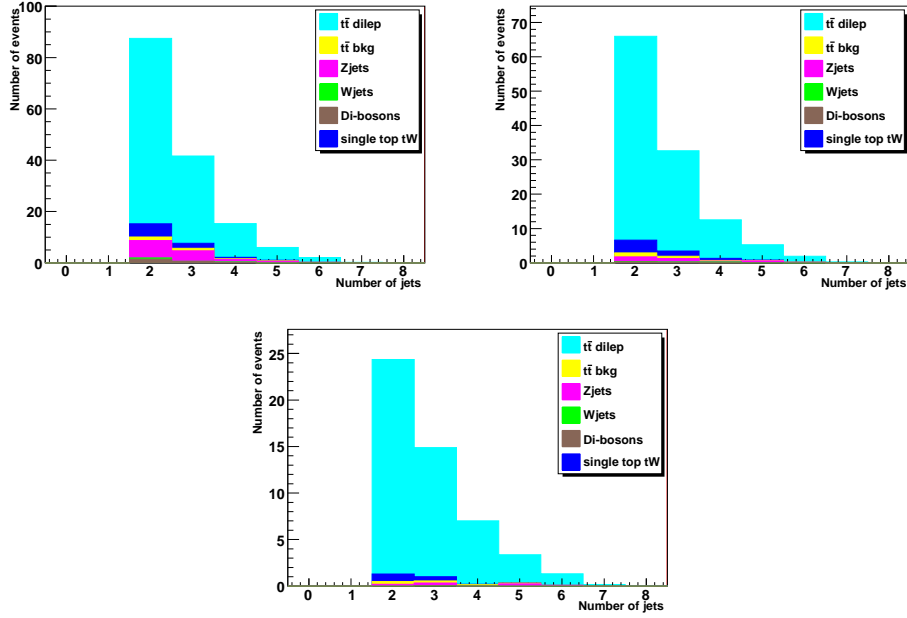 Number of events
100
80
60
40
20
0
tt̄ dilep
tt̄ bkg
Zjets
Wjets
Di-bosons
single top tW
0 1 2 3 4 5 6 7 8
Number of jets
Number of events
70
60
50
40
30
20
10
0
tt̄ dilep
tt̄ bkg
Zjets
Wjets
Di-bosons
single top tW
0 1 2 3 4 5 6 7 8
Number of jets
Number of events
25
20
15
10
5
0
tt̄ dilep
tt̄ bkg
Zjets
Wjets
Di-bosons
single top tW
0 1 2 3 4 5 6 7 8
Number of jets